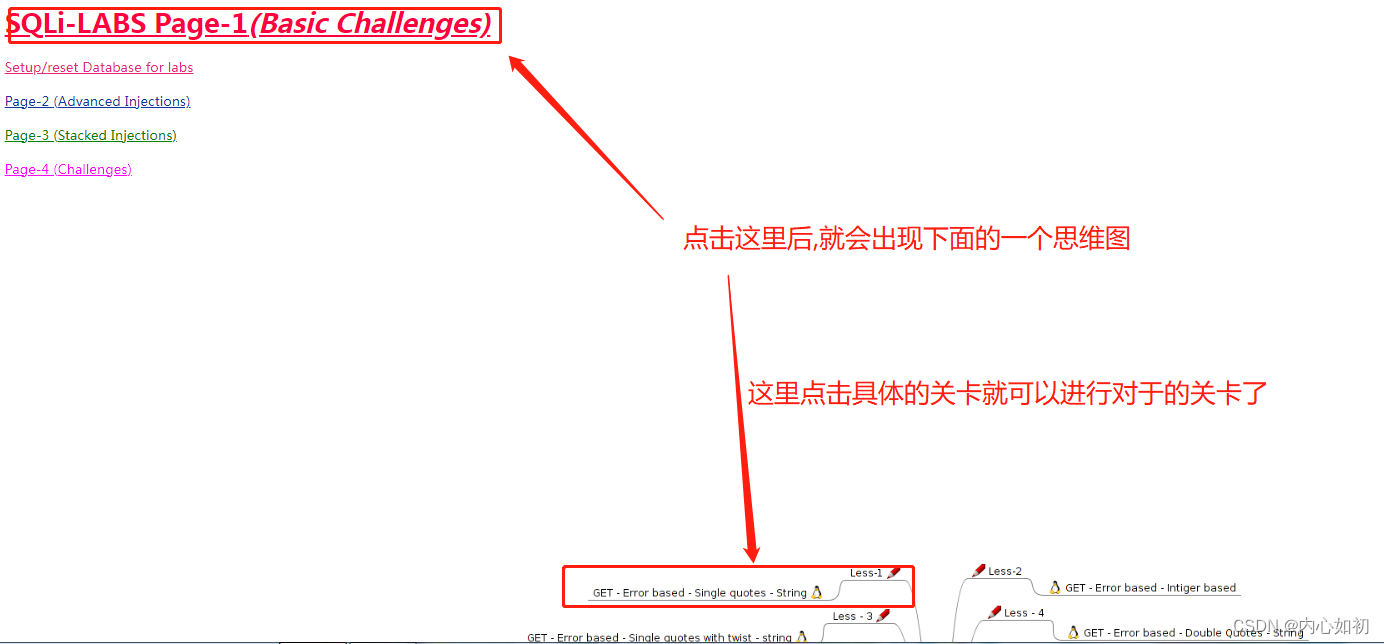 SQLi-LABS Page-1(Basic Challenges)
Setup/reset Database for labs
Page-2 (Advanced Injections)
Page-3 (Stacked Injections)
Page-4 (Challenges)
点击这里后,就会出现下面的一个思维图
这里点击具体的关卡就可以进行对于的关卡了
Less-1
GET - Error based - Single quotes - String
Less-2
GET - Error based - Intiger based
Less - 3
GET - Error based - Single quotes with twist - string
Less - 4
GET - Error based - Double Quotes - String
CSDN @内心如初